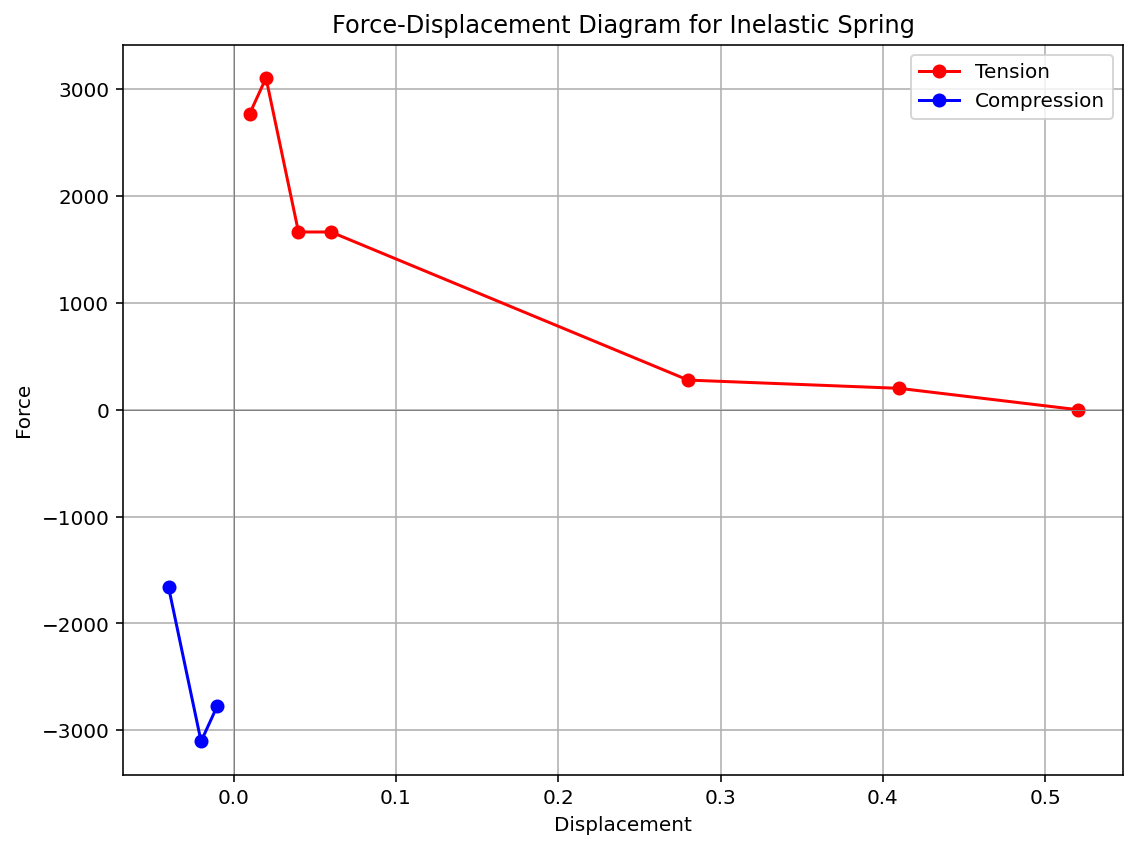 Force-Displacement Diagram for Inelastic Spring
Tension
Compression
3000
2000
1000
0
−1000
−2000
−3000
Force
0.0 0.1 0.2 0.3 0.4 0.5
Displacement